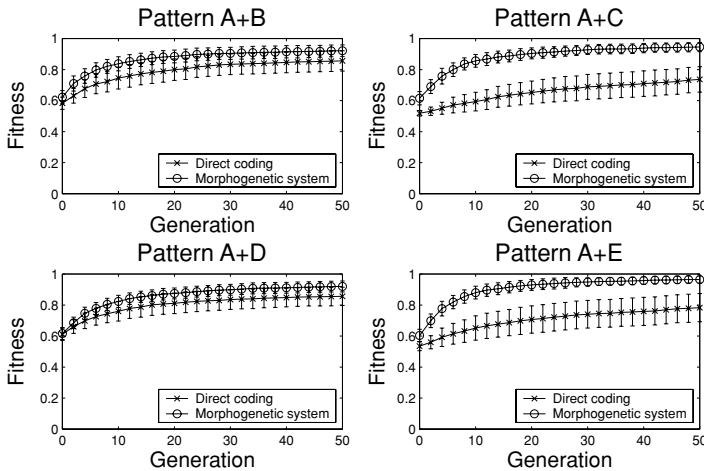 Pattern A+B
Fitness
1
0.8
0.6
0.4
0.2
0
Direct coding
Morphogenetic system
0 10 20 30 40 50
Generation
Pattern A+C
Fitness
1
0.8
0.6
0.4
0.2
0
Direct coding
Morphogenetic system
0 10 20 30 40 50
Generation
Pattern A+D
Fitness
1
0.8
0.6
0.4
0.2
0
Direct coding
Morphogenetic system
0 10 20 30 40 50
Generation
Pattern A+E
Fitness
1
0.8
0.6
0.4
0.2
0
Direct coding
Morphogenetic system
0 10 20 30 40 50
Generation